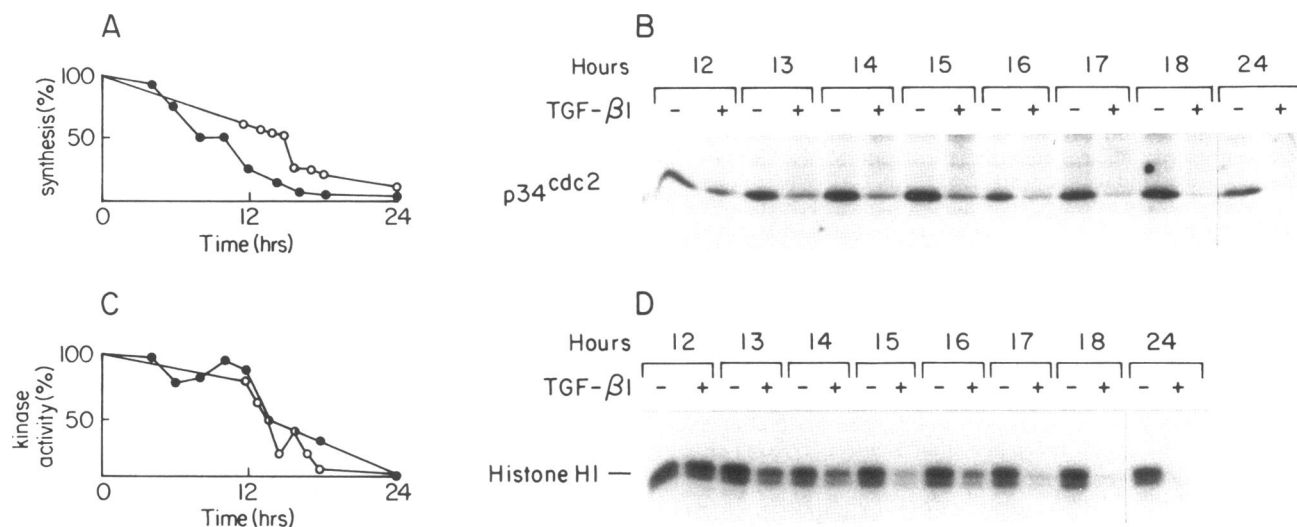 A
100
50
synthesis (%)
0 12 24
Time (hrs)
B
Hours 12 13 14 15 16 17 18 24
TGF-β1 - + - + - + - + - + - + - + - +
p34cdc2
C
100
50
kinase
activity (%)
0 12 24
Time (hrs)
D
Hours 12 13 14 15 16 17 18 24
TGF-β1 - + - + - + - + - + - + - + - +
Histone H1 —